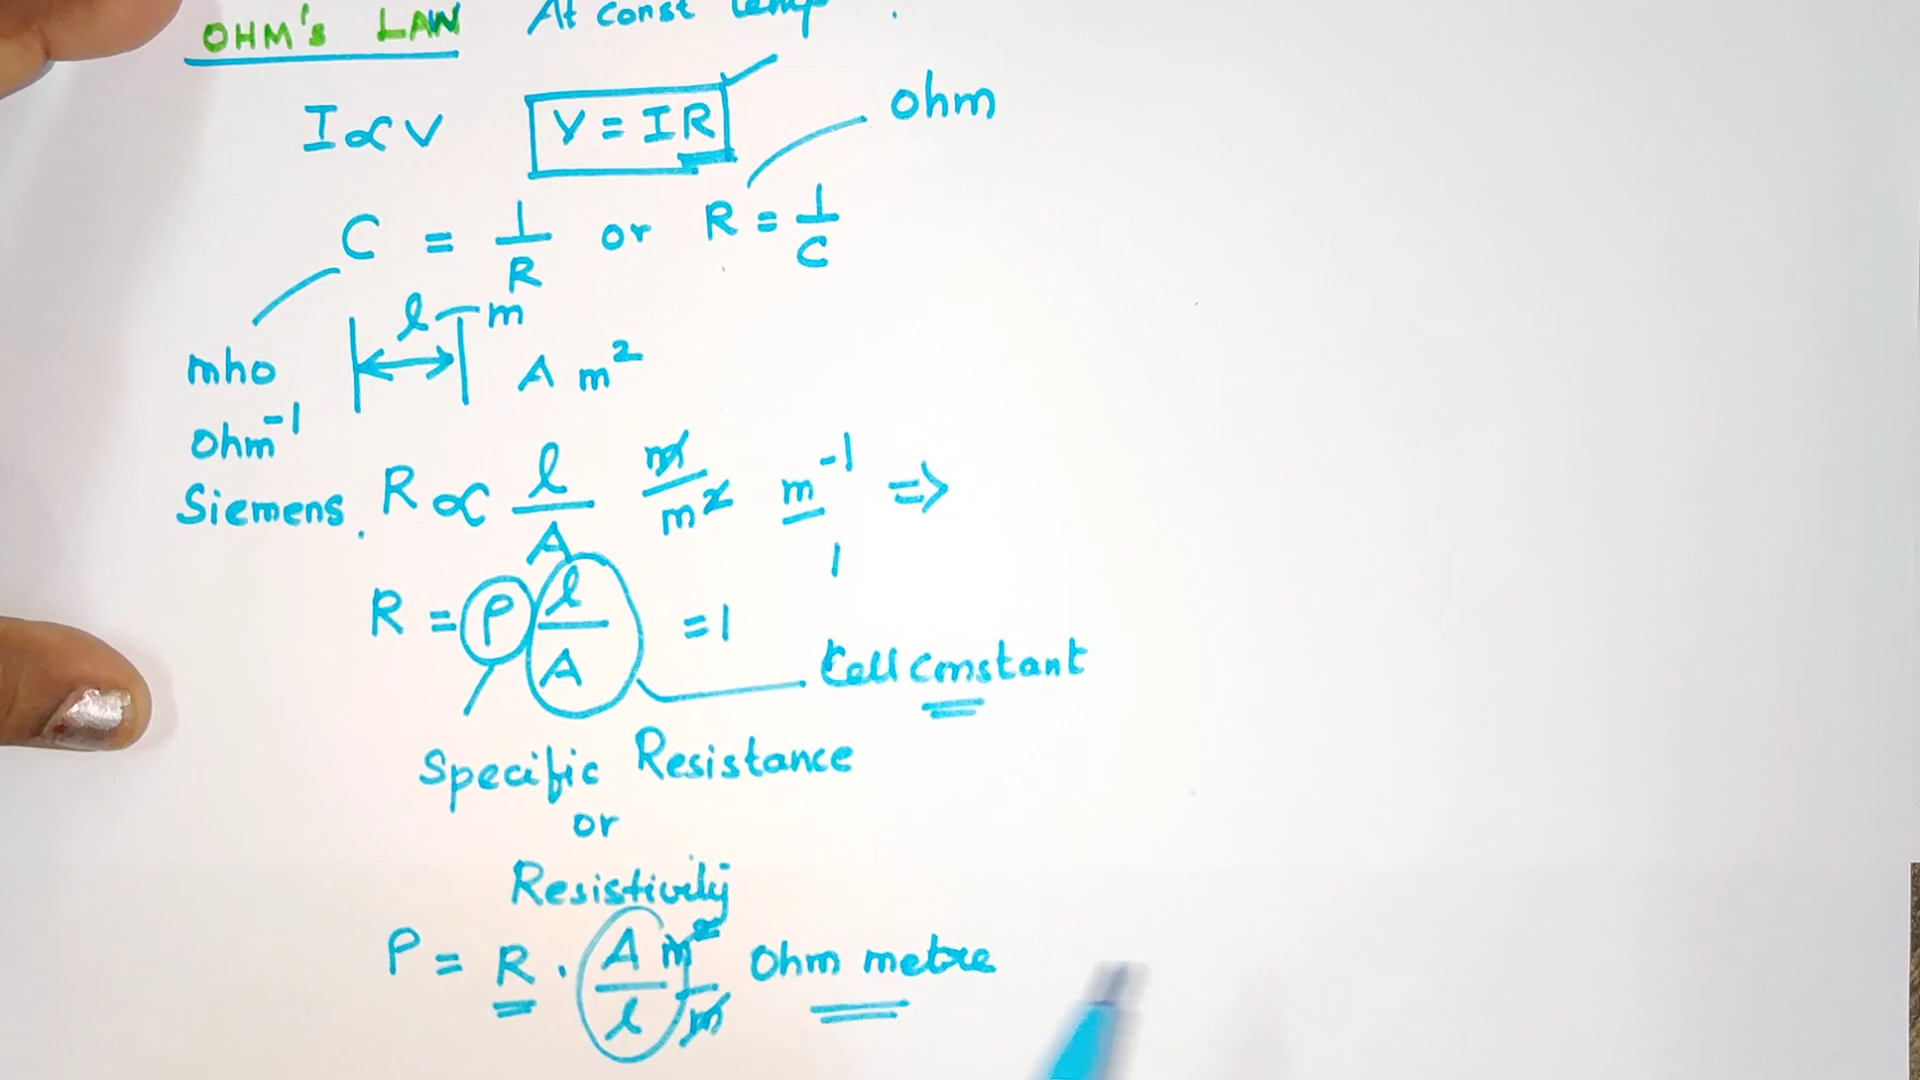 OHM's LAW At const temp.
I ∝ V V = IR ohm
C = 1/R or R = 1/C
l m
mho A m²
ohm⁻¹
Siemens. R ∝ l/A m/m² m⁻¹ ⇒
1
R = ρ l/A = 1
Cell Constant
Specific Resistance
or
Resistivity
ρ = R · A/l m²/m Ohm metre